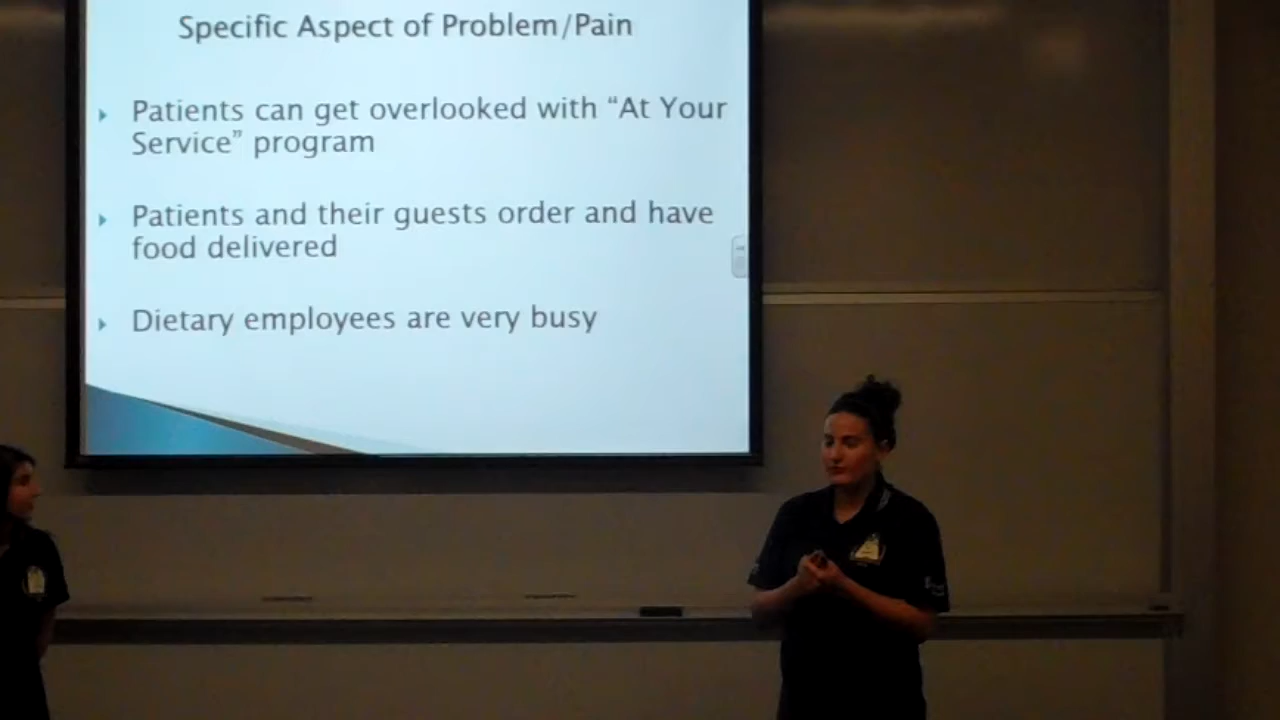 Specific Aspect of Problem/Pain
Patients can get overlooked with “At Your
Service” program
Patients and their guests order and have
food delivered
Dietary employees are very busy